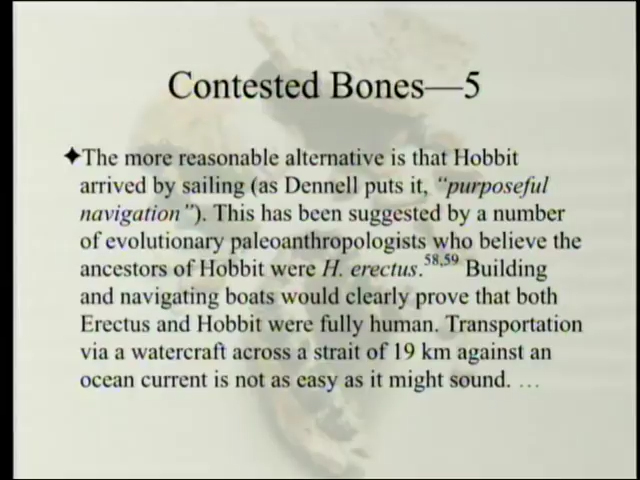 Contested Bones—5
✦The more reasonable alternative is that Hobbit
arrived by sailing (as Dennell puts it, “purposeful
navigation”). This has been suggested by a number
of evolutionary paleoanthropologists who believe the
ancestors of Hobbit were H. erectus.58,59 Building
and navigating boats would clearly prove that both
Erectus and Hobbit were fully human. Transportation
via a watercraft across a strait of 19 km against an
ocean current is not as easy as it might sound. …